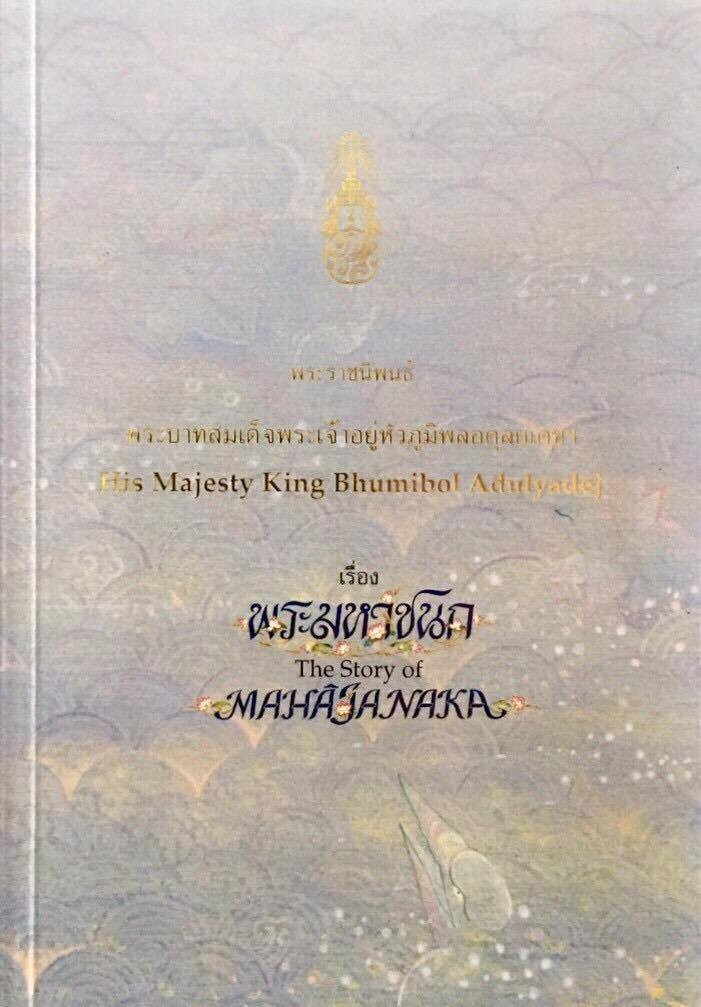 พระราชนิพนธ์
พระบาทสมเด็จพระเจ้าอยู่หัวภูมิพลอดุลยเดชฯ
His Majesty King Bhumibol Adulyadej
เรื่อง
พระมหาชนก
The Story of
MAHÂJANAKA